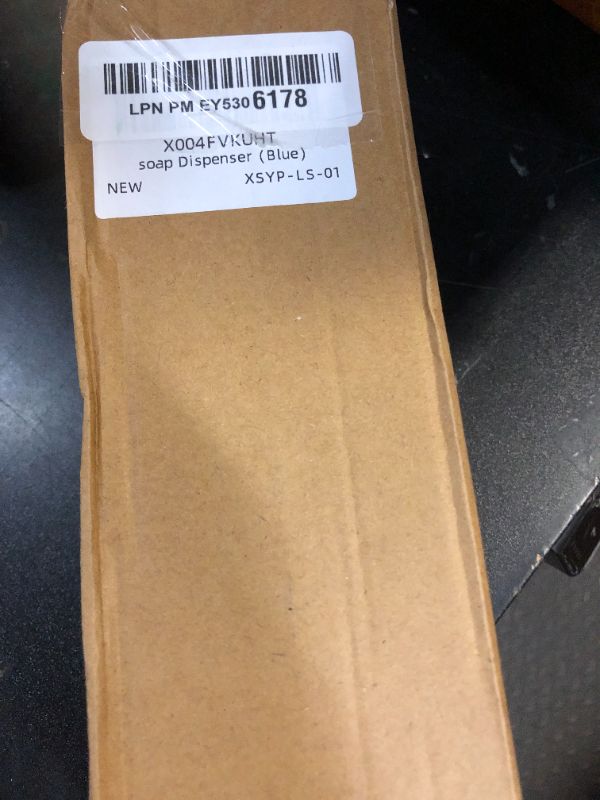 LPN PM EY530 6178
X004FVKUHT
soap Dispenser (Blue)
NEW XSYP-LS-01